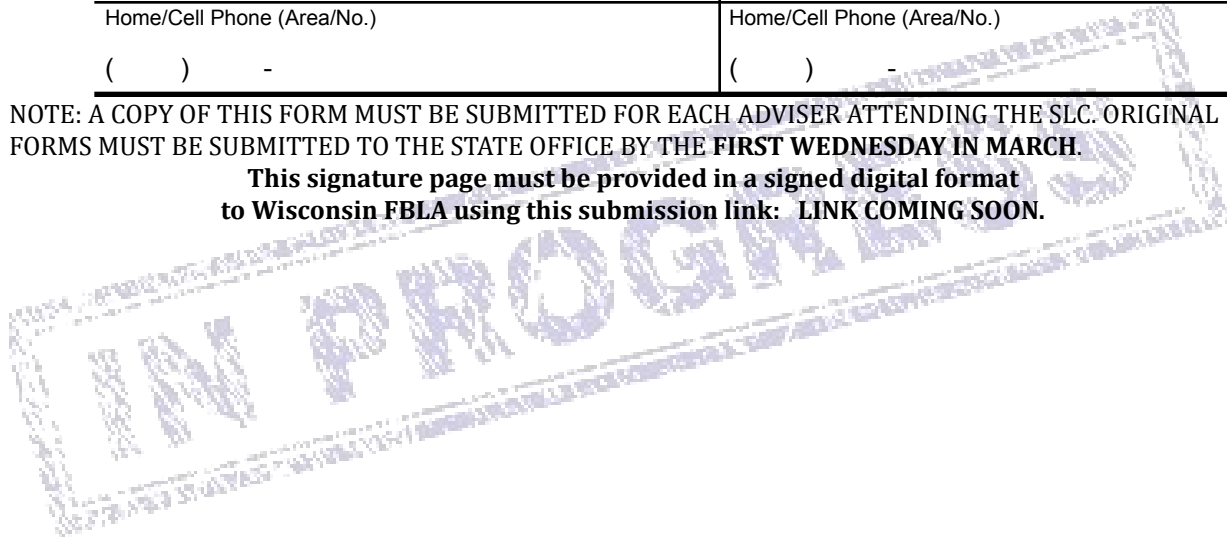 Home/Cell Phone (Area/No.) Home/Cell Phone (Area/No.)
(        )        - (        )        -
NOTE: A COPY OF THIS FORM MUST BE SUBMITTED FOR EACH ADVISER ATTENDING THE SLC. ORIGINAL
FORMS MUST BE SUBMITTED TO THE STATE OFFICE BY THE FIRST WEDNESDAY IN MARCH.
This signature page must be provided in a signed digital format
to Wisconsin FBLA using this submission link:   LINK COMING SOON.
IN PROGRESS